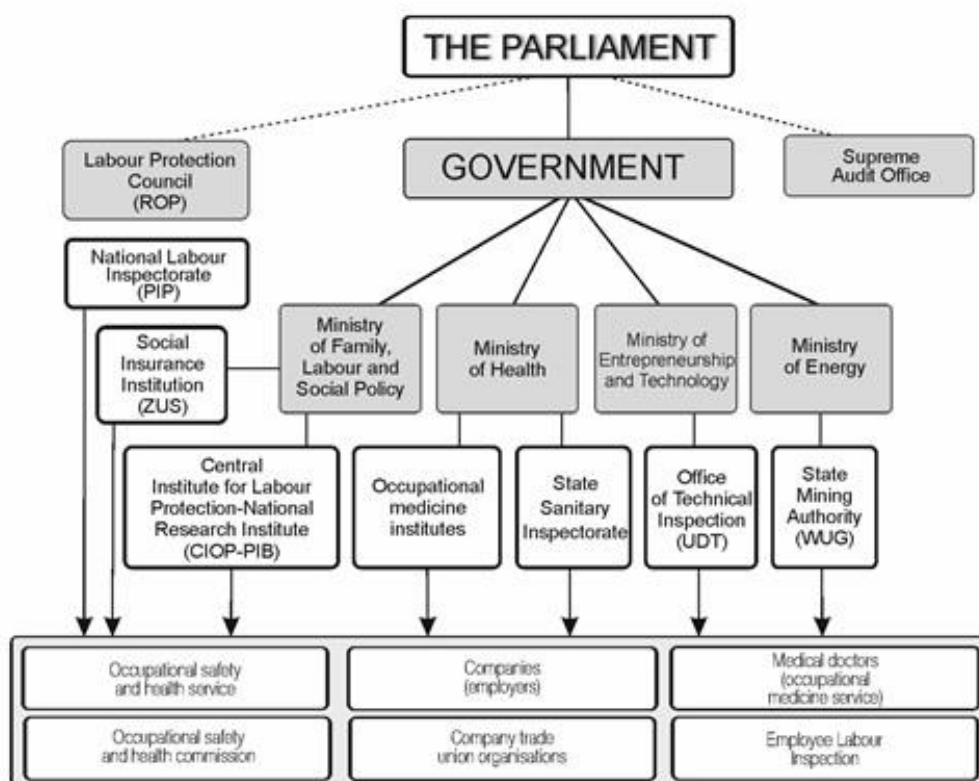 THE PARLIAMENT
Labour Protection
Council
(ROP)
GOVERNMENT
Supreme
Audit Office
National Labour
Inspectorate
(PIP)
Social
Insurance
Institution
(ZUS)
Ministry
of Family,
Labour and
Social Policy
Ministry
of Health
Ministry of
Entrepreneurship
and Technology
Ministry
of Energy
Central
Institute for Labour
Protection-National
Research Institute
(CIOP-PIB)
Occupational
medicine
institutes
State
Sanitary
Inspectorate
Office
of Technical
Inspection
(UDT)
State
Mining
Authority
(WUG)
Occupational safety
and health service
Companies
(employers)
Medical doctors
(occupational
medicine service)
Occupational safety
and health commission
Company trade
union organisations
Employee Labour
Inspection